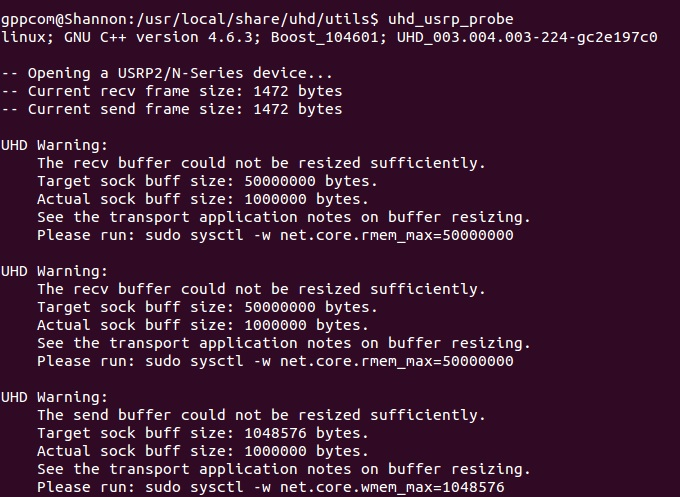 gppcom@Shannon:/usr/local/share/uhd/utils$ uhd_usrp_probe
linux; GNU C++ version 4.6.3; Boost_104601; UHD_003.004.003-224-gc2e197c0
-- Opening a USRP2/N-Series device...
-- Current recv frame size: 1472 bytes
-- Current send frame size: 1472 bytes
UHD Warning:
The recv buffer could not be resized sufficiently.
Target sock buff size: 50000000 bytes.
Actual sock buff size: 1000000 bytes.
See the transport application notes on buffer resizing.
Please run: sudo sysctl -w net.core.rmem_max=50000000
UHD Warning:
The recv buffer could not be resized sufficiently.
Target sock buff size: 50000000 bytes.
Actual sock buff size: 1000000 bytes.
See the transport application notes on buffer resizing.
Please run: sudo sysctl -w net.core.rmem_max=50000000
UHD Warning:
The send buffer could not be resized sufficiently.
Target sock buff size: 1048576 bytes.
Actual sock buff size: 1000000 bytes.
See the transport application notes on buffer resizing.
Please run: sudo sysctl -w net.core.wmem_max=1048576